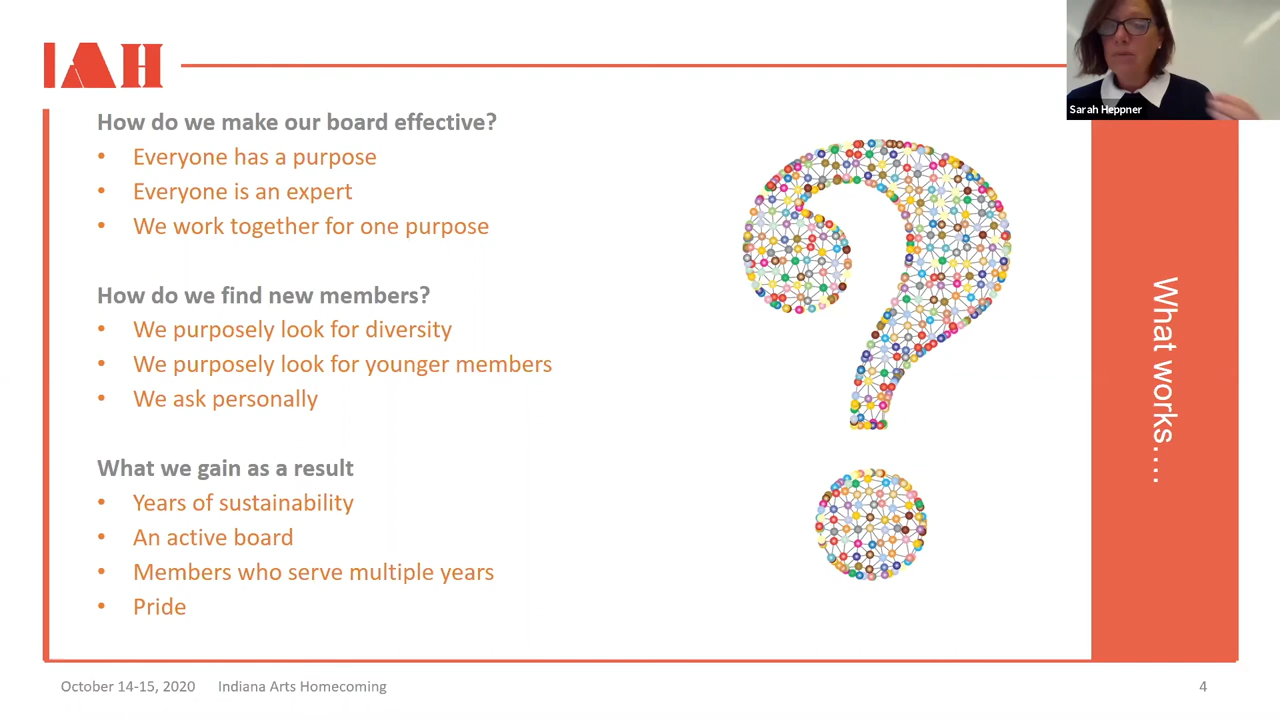 IAH
Sarah Heppner
How do we make our board effective?
• Everyone has a purpose
• Everyone is an expert
• We work together for one purpose
How do we find new members?
• We purposely look for diversity
• We purposely look for younger members
• We ask personally
What we gain as a result
• Years of sustainability
• An active board
• Members who serve multiple years
• Pride
What works….
October 14-15, 2020 Indiana Arts Homecoming
4